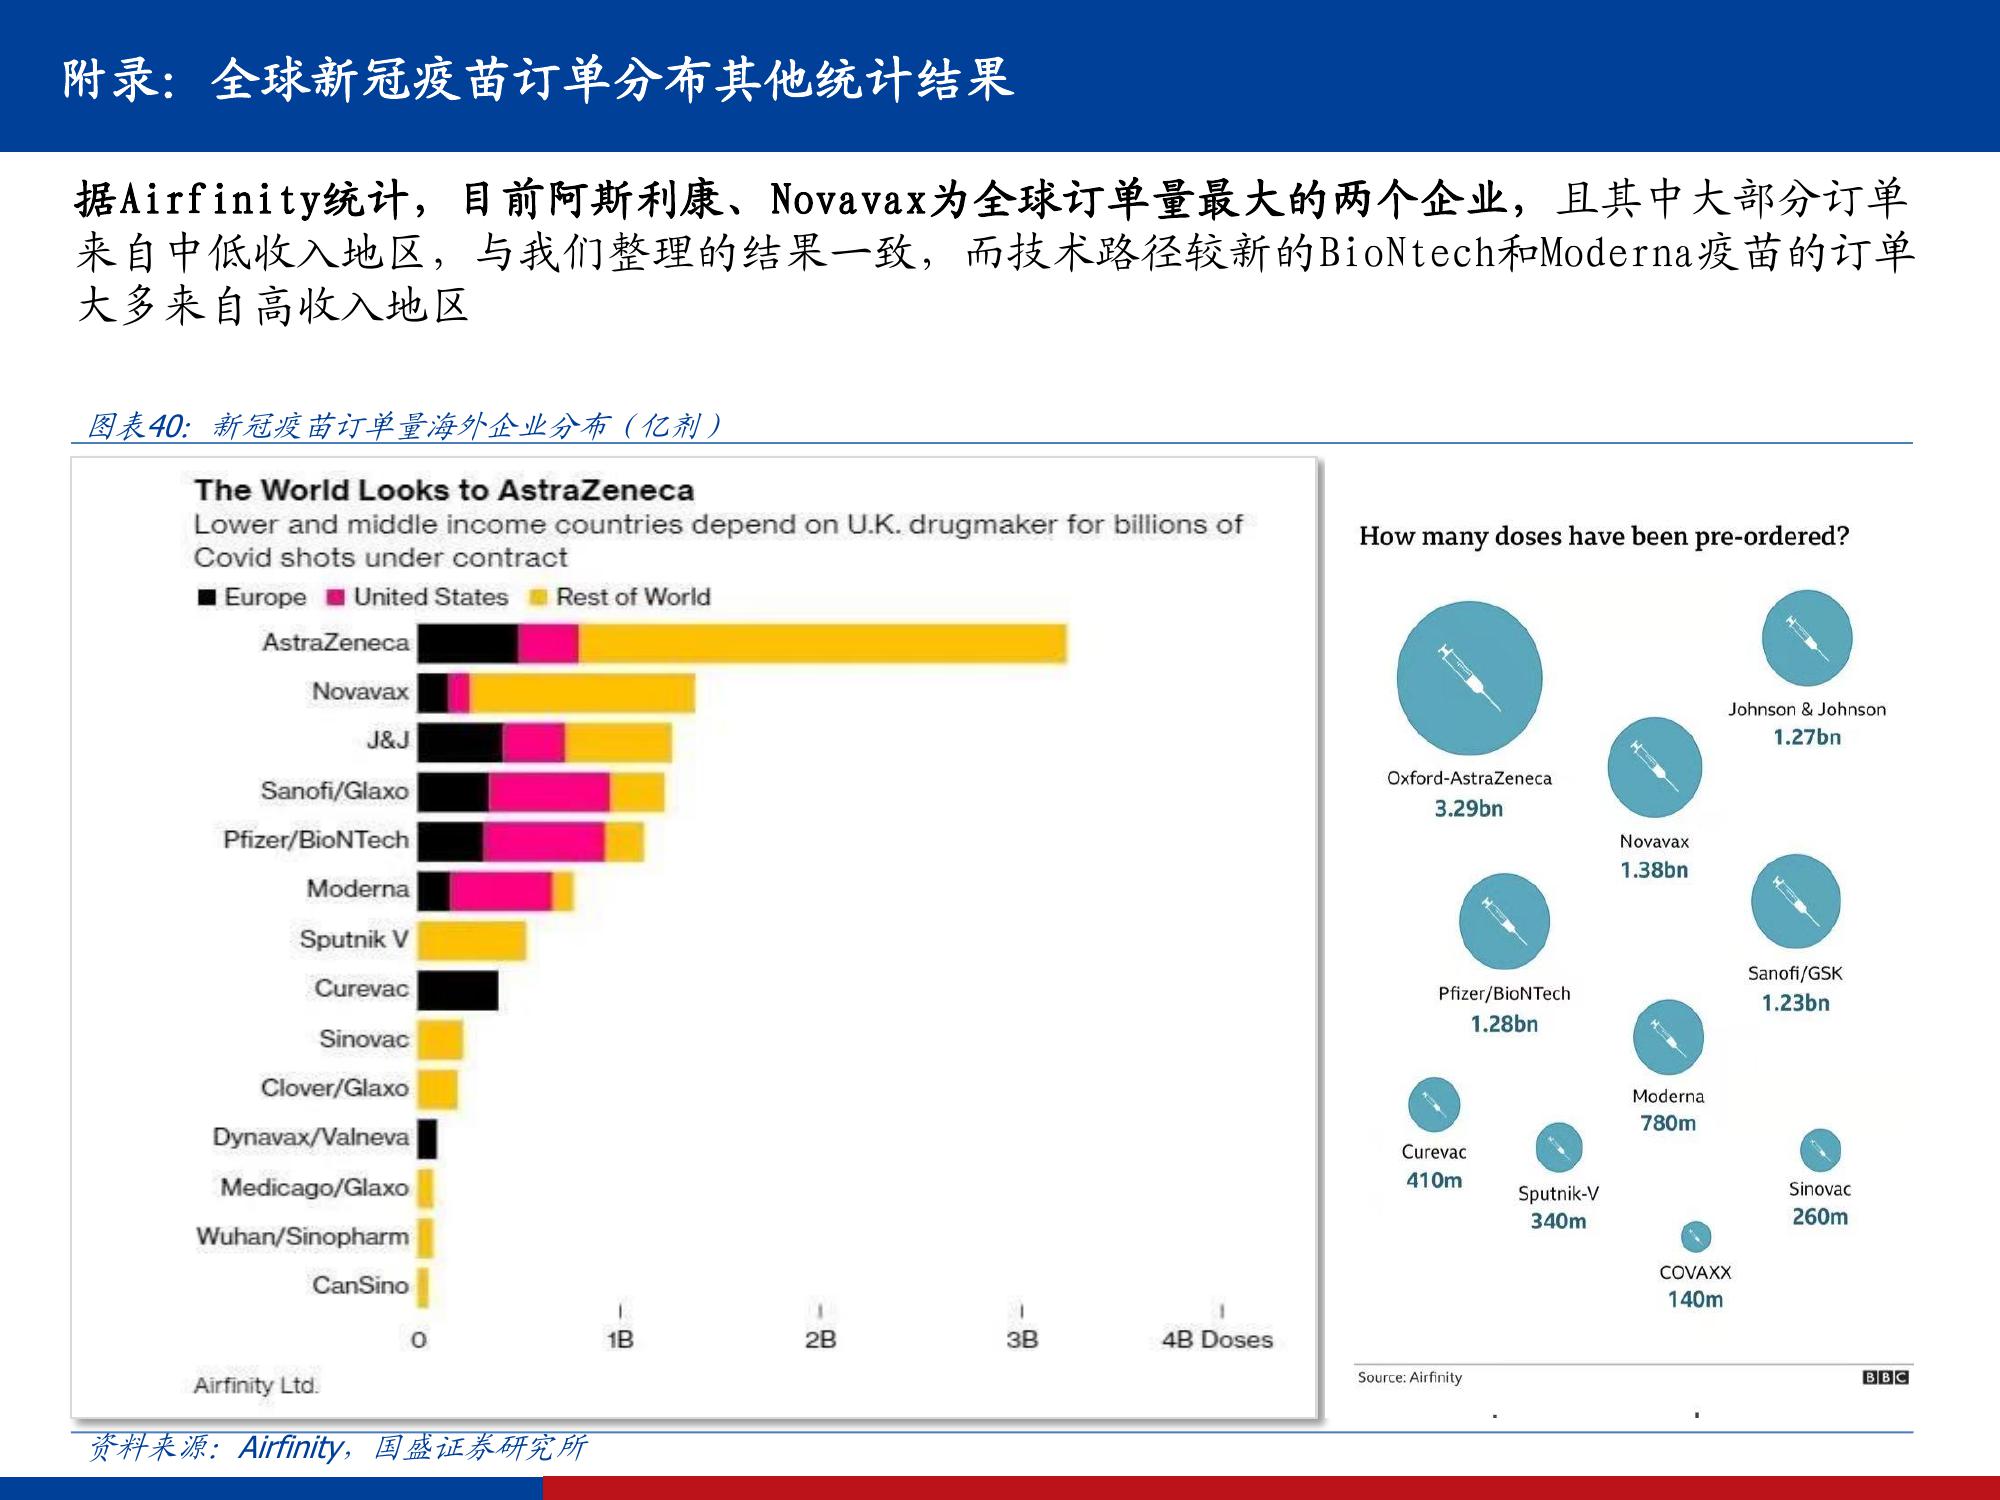 附录：全球新冠疫苗订单分布其他统计结果
据Airfinity统计，目前阿斯利康、Novavax为全球订单量最大的两个企业，且其中大部分订单
来自中低收入地区，与我们整理的结果一致，而技术路径较新的BioNtech和Moderna疫苗的订单
大多来自高收入地区
图表40：新冠疫苗订单量海外企业分布（亿剂）
The World Looks to AstraZeneca
Lower and middle income countries depend on U.K. drugmaker for billions of
Covid shots under contract
Europe United States Rest of World
AstraZeneca
Novavax
J&J
Sanofi/Glaxo
Pfizer/BioNTech
Moderna
Sputnik V
Curevac
Sinovac
Clover/Glaxo
Dynavax/Valneva
Medicago/Glaxo
Wuhan/Sinopharm
CanSino
0 1B 2B 3B 4B Doses
Airfinity Ltd.
How many doses have been pre-ordered?
Oxford-AstraZeneca
3.29bn
Johnson & Johnson
1.27bn
Novavax
1.38bn
Pfizer/BioNTech
1.28bn
Sanofi/GSK
1.23bn
Moderna
780m
Curevac
410m
Sputnik-V
340m
Sinovac
260m
COVAXX
140m
Source: Airfinity
BBC
资料来源：Airfinity，国盛证券研究所